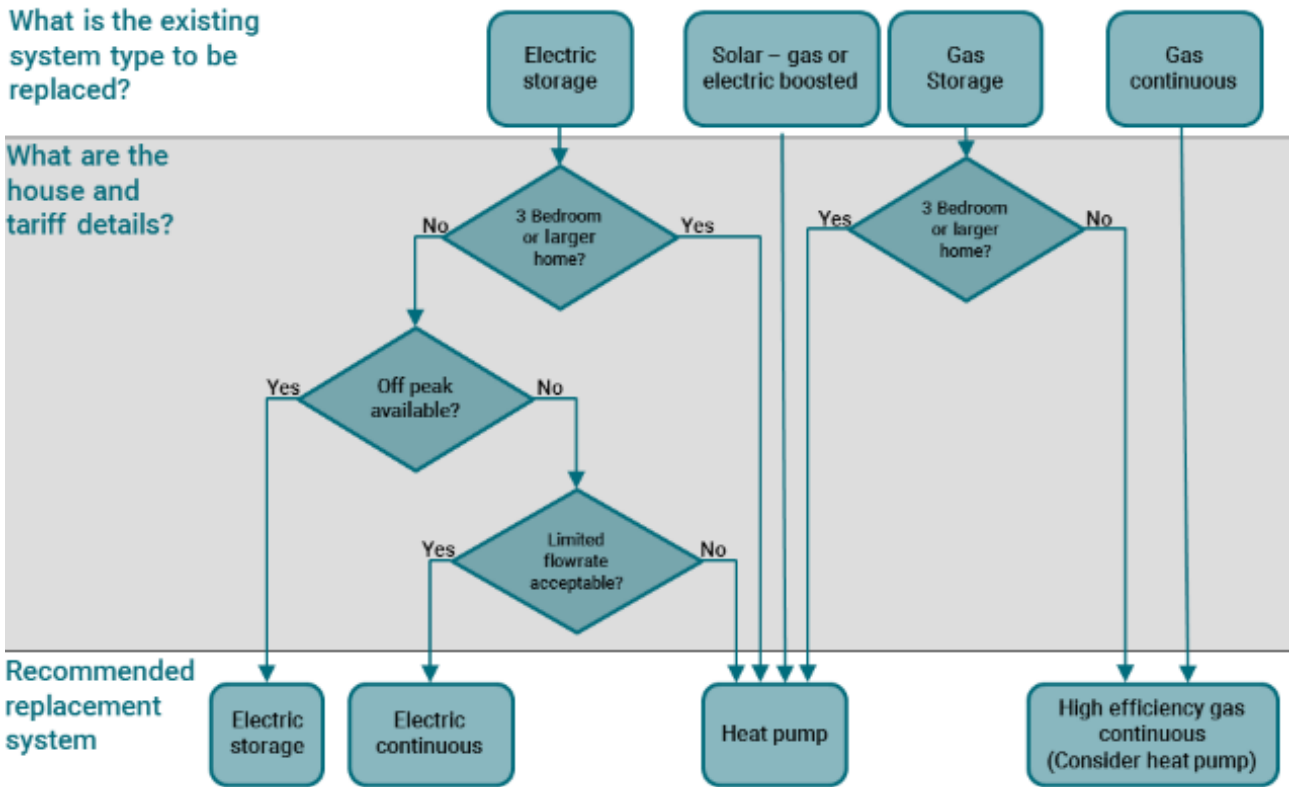 What is the existing
system type to be
replaced?
Electric
storage
Solar – gas or
electric boosted
Gas
Storage
Gas
continuous
What are the
house and
tariff details?
No
3 Bedroom
or larger
home?
Yes
Yes
3 Bedroom
or larger
home?
No
Yes
Off peak
available?
No
Yes
Limited
flowrate
acceptable?
No
Recommended
replacement
system
Electric
storage
Electric
continuous
Heat pump
High efficiency gas
continuous
(Consider heat pump)